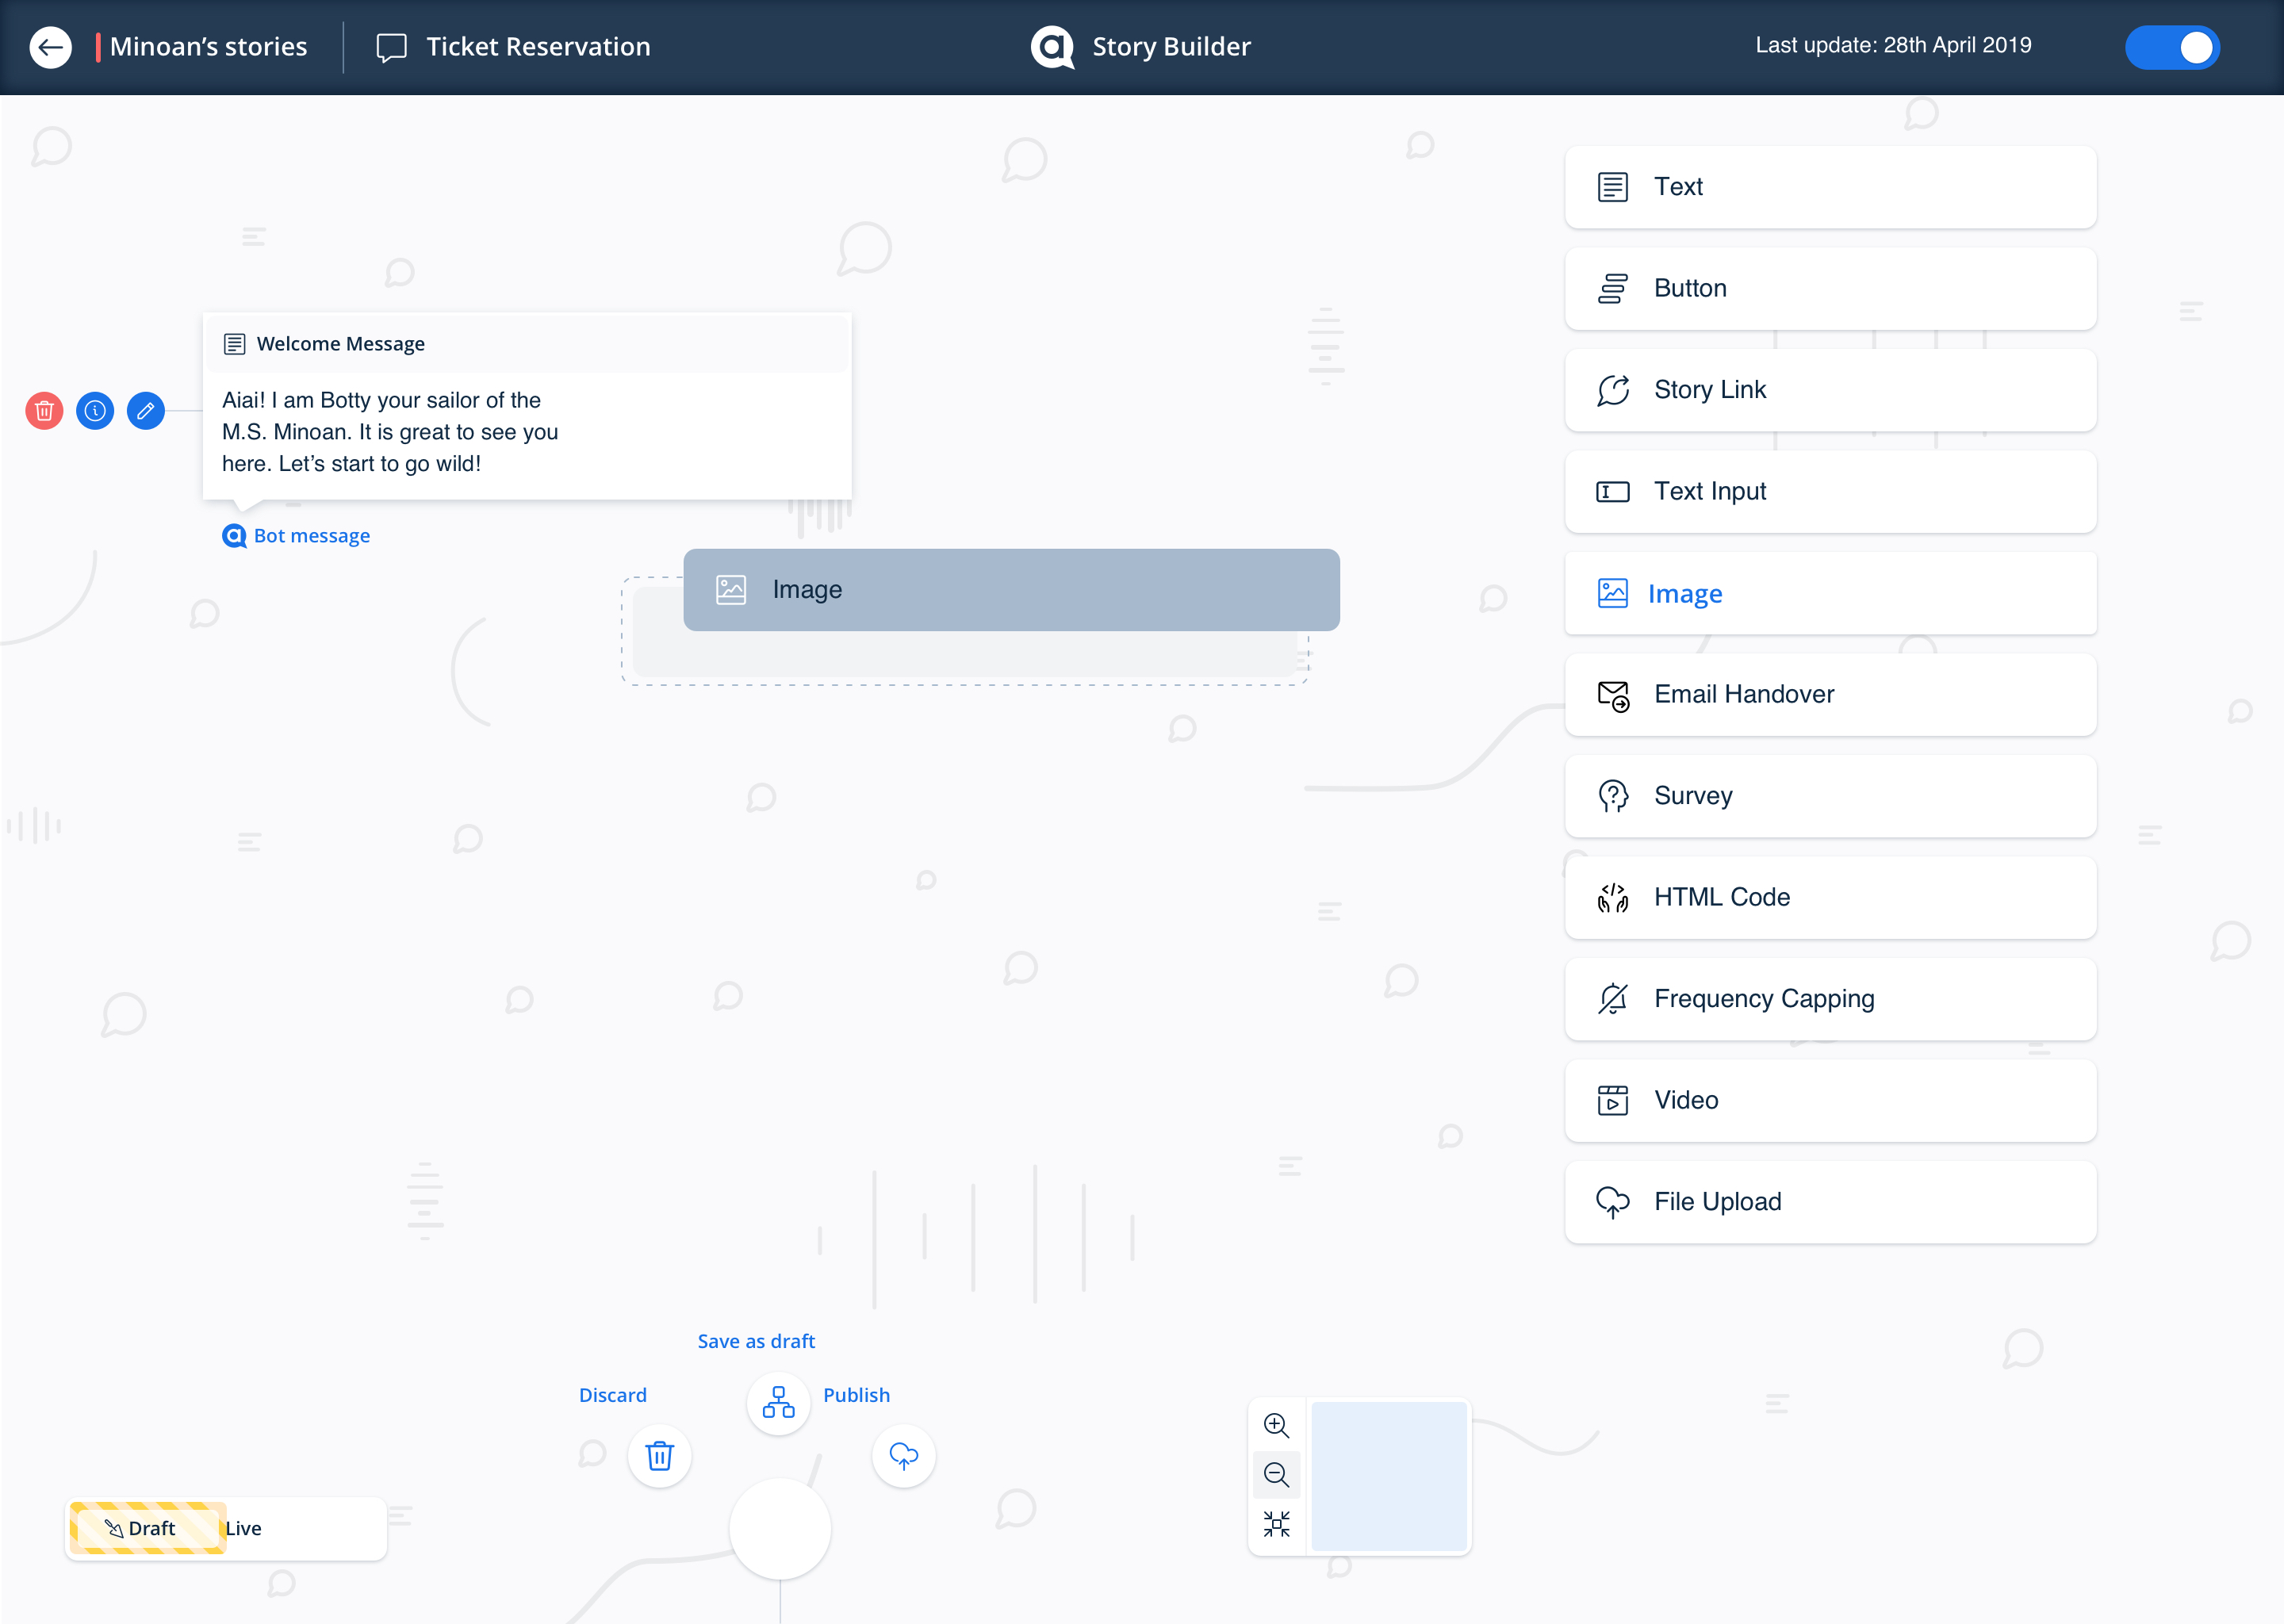 Minoan’s stories
Ticket Reservation
Story Builder
Last update: 28th April 2019
Text
Button
Story Link
Text Input
Image
Email Handover
Survey
HTML Code
Frequency Capping
Video
File Upload
Welcome Message
Aiai! I am Botty your sailor of the
M.S. Minoan. It is great to see you
here. Let’s start to go wild!
Bot message
Image
Save as draft
Discard
Publish
Draft
Live